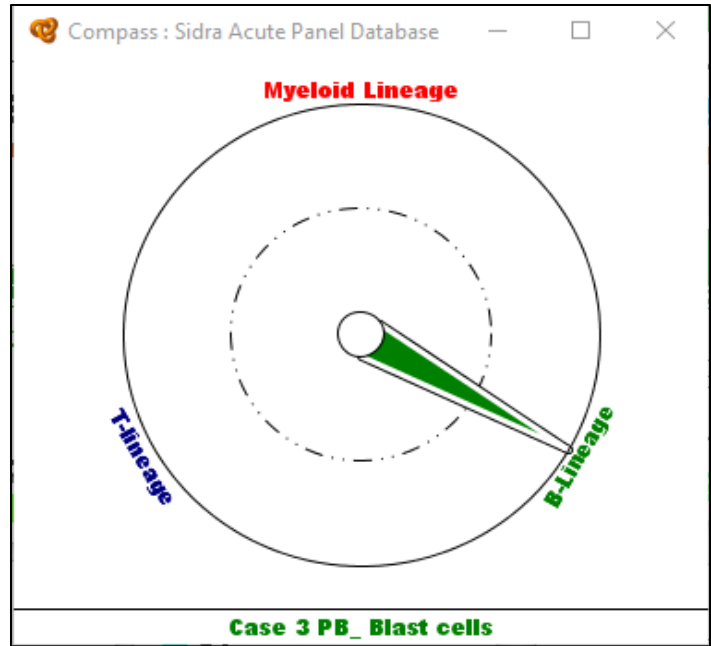 Compass : Sidra Acute Panel Database
Myeloid Lineage
T-lineage
B-Lineage
Case 3 PB_ Blast cells